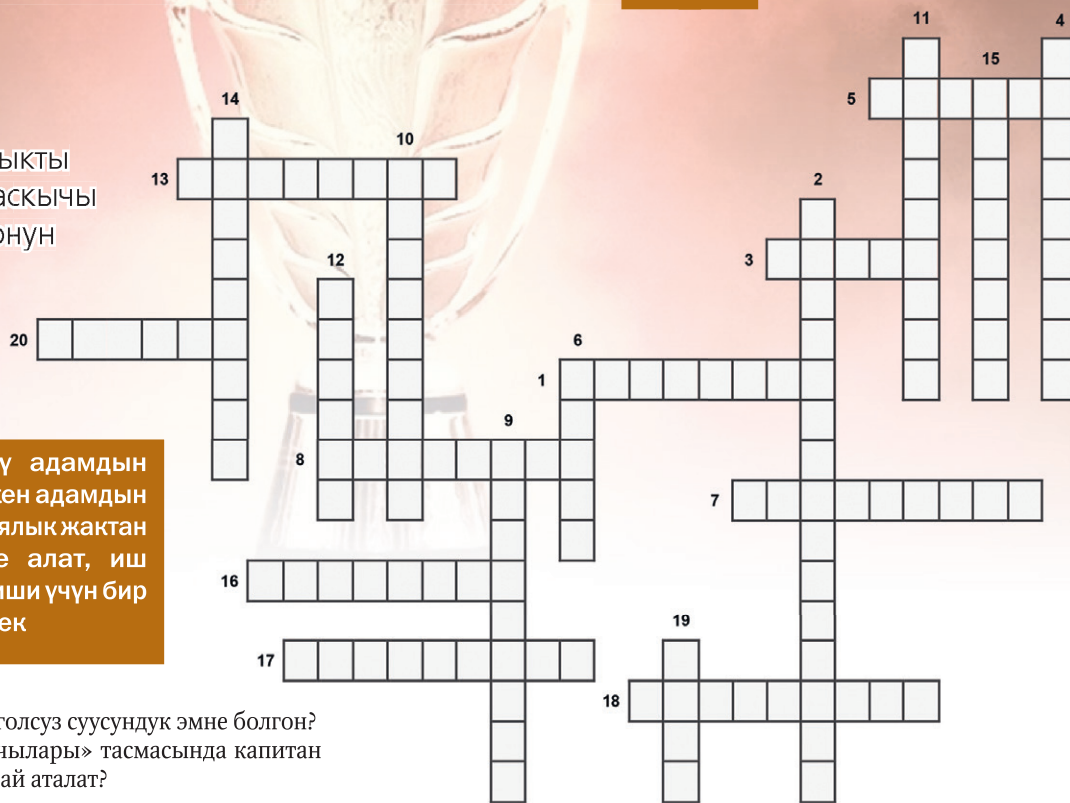 11
4
15
14
5
10
ыкты
13
2
аскычы
онун
12
3
20
6
1
9
ү адамдын
8
кен адамдын
ялык жактан
7
е алат, иш
16
иши үчүн бир
ек
19
17
18
голсуз суусундук эмне болгон?
чылары» тасмасында капитан
ай аталат?